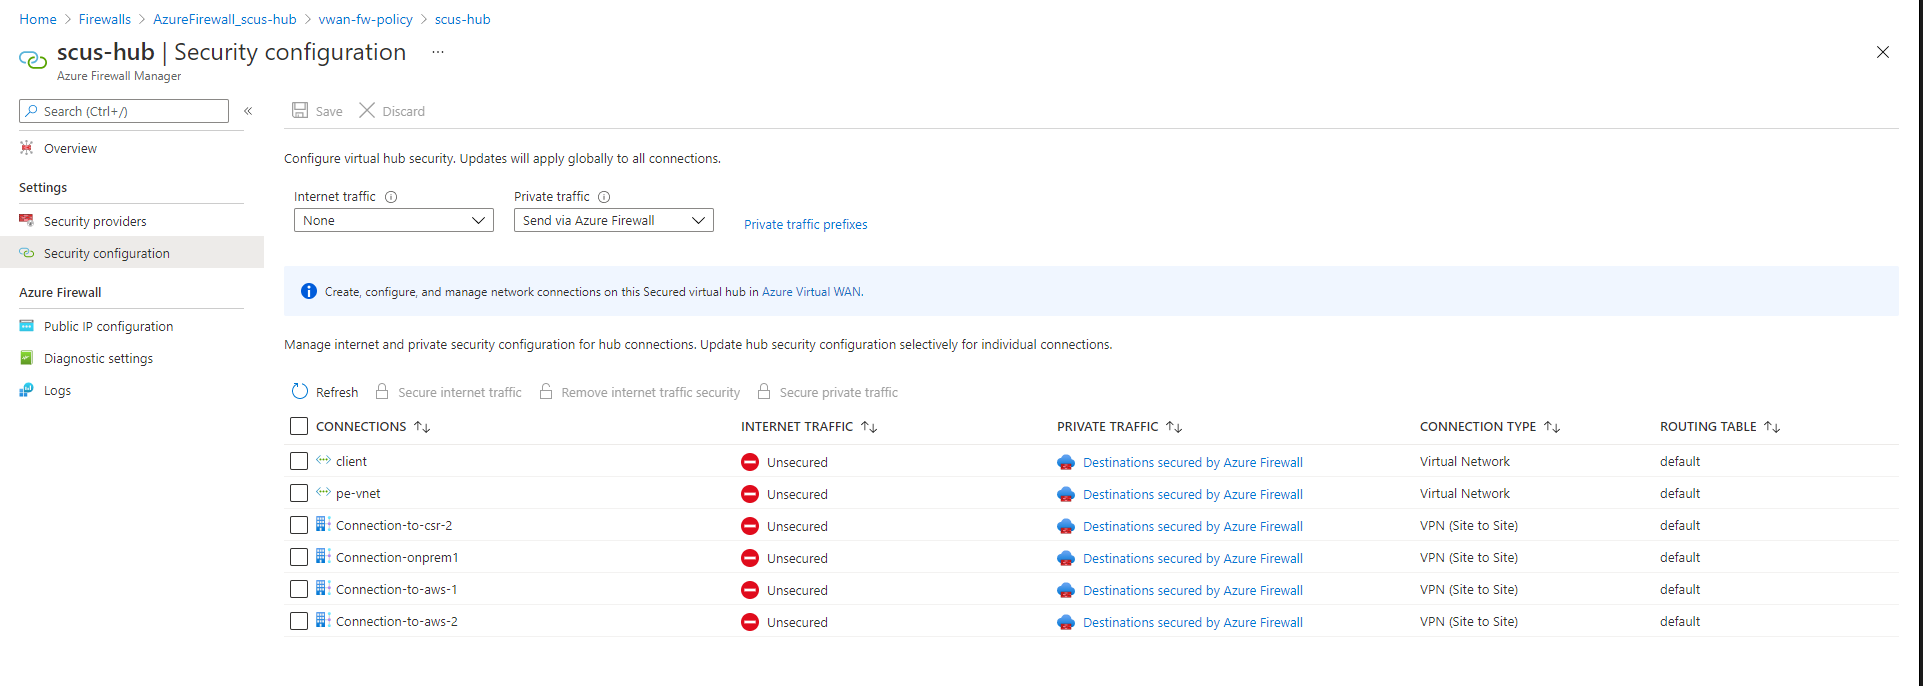 Home > Firewalls > AzureFirewall_scus-hub > vwan-fw-policy > scus-hub
scus-hub | Security configuration ...
Azure Firewall Manager
Search (Ctrl+/) «
Overview
Settings
Security providers
Security configuration
Azure Firewall
Public IP configuration
Diagnostic settings
Logs
Save Discard
Configure virtual hub security. Updates will apply globally to all connections.
Internet traffic Private traffic
None Send via Azure Firewall Private traffic prefixes
Create, configure, and manage network connections on this Secured virtual hub in Azure Virtual WAN.
Manage internet and private security configuration for hub connections. Update hub security configuration selectively for individual connections.
Refresh Secure internet traffic Remove internet traffic security Secure private traffic
CONNECTIONS ↑↓ INTERNET TRAFFIC ↑↓ PRIVATE TRAFFIC ↑↓ CONNECTION TYPE ↑↓ ROUTING TABLE ↑↓
client Unsecured Destinations secured by Azure Firewall Virtual Network default
pe-vnet Unsecured Destinations secured by Azure Firewall Virtual Network default
Connection-to-csr-2 Unsecured Destinations secured by Azure Firewall VPN (Site to Site) default
Connection-onprem1 Unsecured Destinations secured by Azure Firewall VPN (Site to Site) default
Connection-to-aws-1 Unsecured Destinations secured by Azure Firewall VPN (Site to Site) default
Connection-to-aws-2 Unsecured Destinations secured by Azure Firewall VPN (Site to Site) default